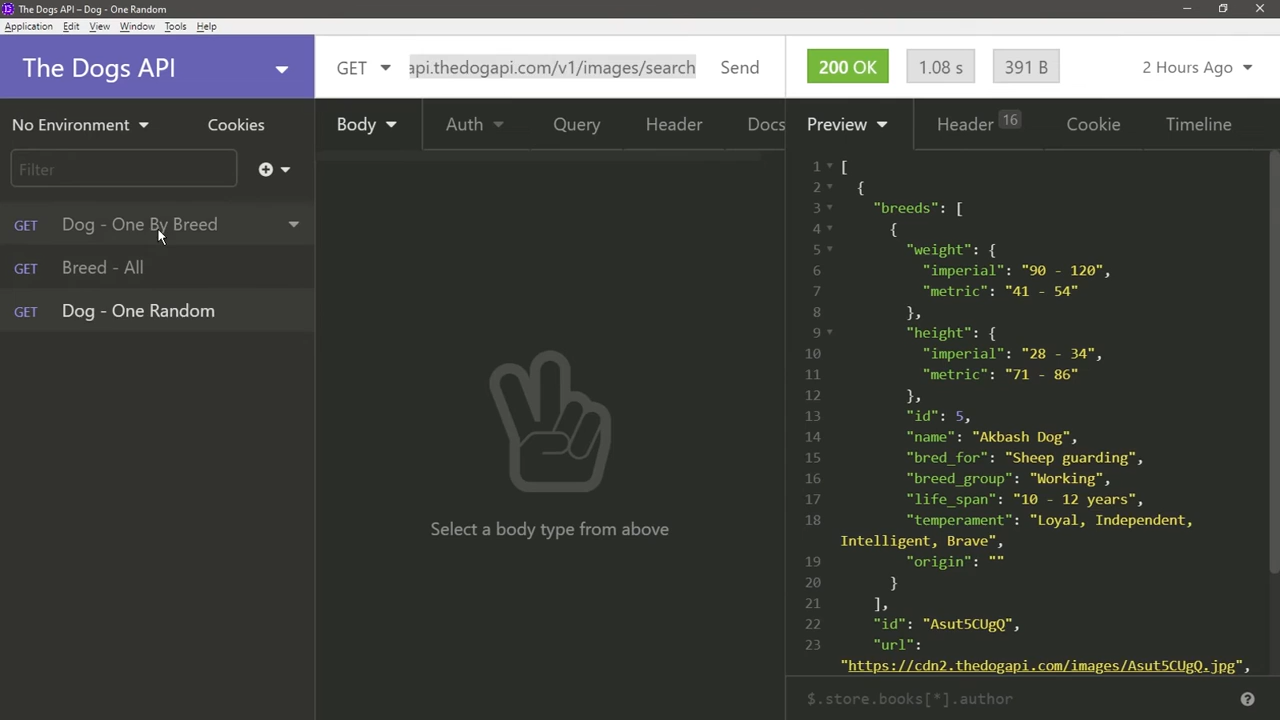 The Dogs API – Dog - One Random
Application Edit View Window Tools Help
The Dogs API
GET api.thedogapi.com/v1/images/search Send
200 OK 1.08 s 391 B 2 Hours Ago
No Environment Cookies
Body Auth Query Header Docs
Preview Header 16 Cookie Timeline
Filter
GET Dog - One By Breed
GET Breed - All
GET Dog - One Random
Select a body type from above
1 [
2 {
3 "breeds": [
4 {
5 "weight": {
6 "imperial": "90 - 120",
7 "metric": "41 - 54"
8 },
9 "height": {
10 "imperial": "28 - 34",
11 "metric": "71 - 86"
12 },
13 "id": 5,
14 "name": "Akbash Dog",
15 "bred_for": "Sheep guarding",
16 "breed_group": "Working",
17 "life_span": "10 - 12 years",
18 "temperament": "Loyal, Independent,
Intelligent, Brave",
19 "origin": ""
20 }
21 ],
22 "id": "Asut5CUgQ",
23 "url":
"https://cdn2.thedogapi.com/images/Asut5CUgQ.jpg",
$.store.books[*].author